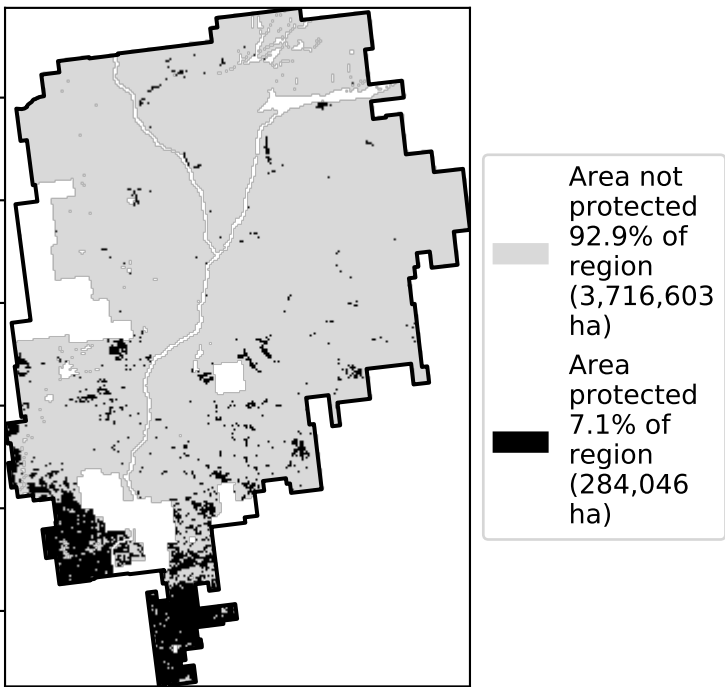 Area not
protected
92.9% of
region
(3,716,603
ha)
Area
protected
7.1% of
region
(284,046
ha)